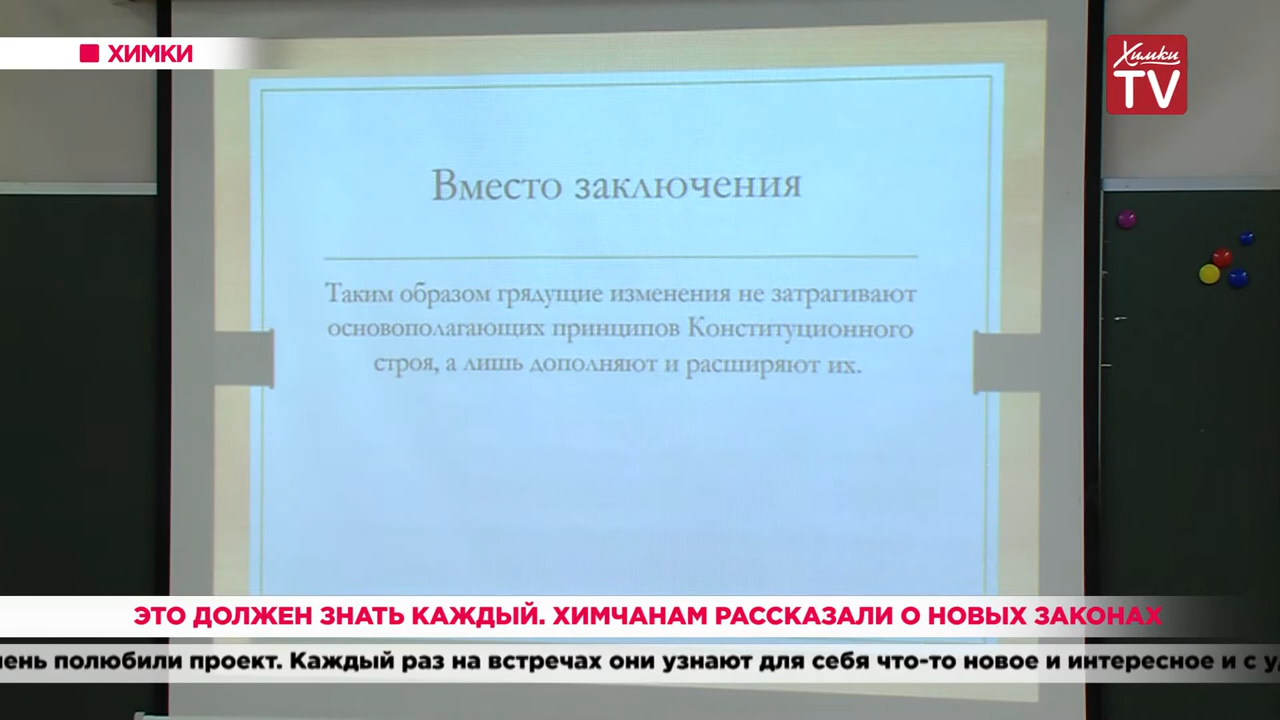 ХИМКИ
Химки
TV
Вместо заключения
Таким образом грядущие изменения не затрагивают
основополагающих принципов Конституционного
строя, а лишь дополняют и расширяют их.
ЭТО ДОЛЖЕН ЗНАТЬ КАЖДЫЙ. ХИМЧАНАМ РАССКАЗАЛИ О НОВЫХ ЗАКОНАХ
полюбили проект. Каждый раз на встречах они узнают для себя что-то новое и интересное и с